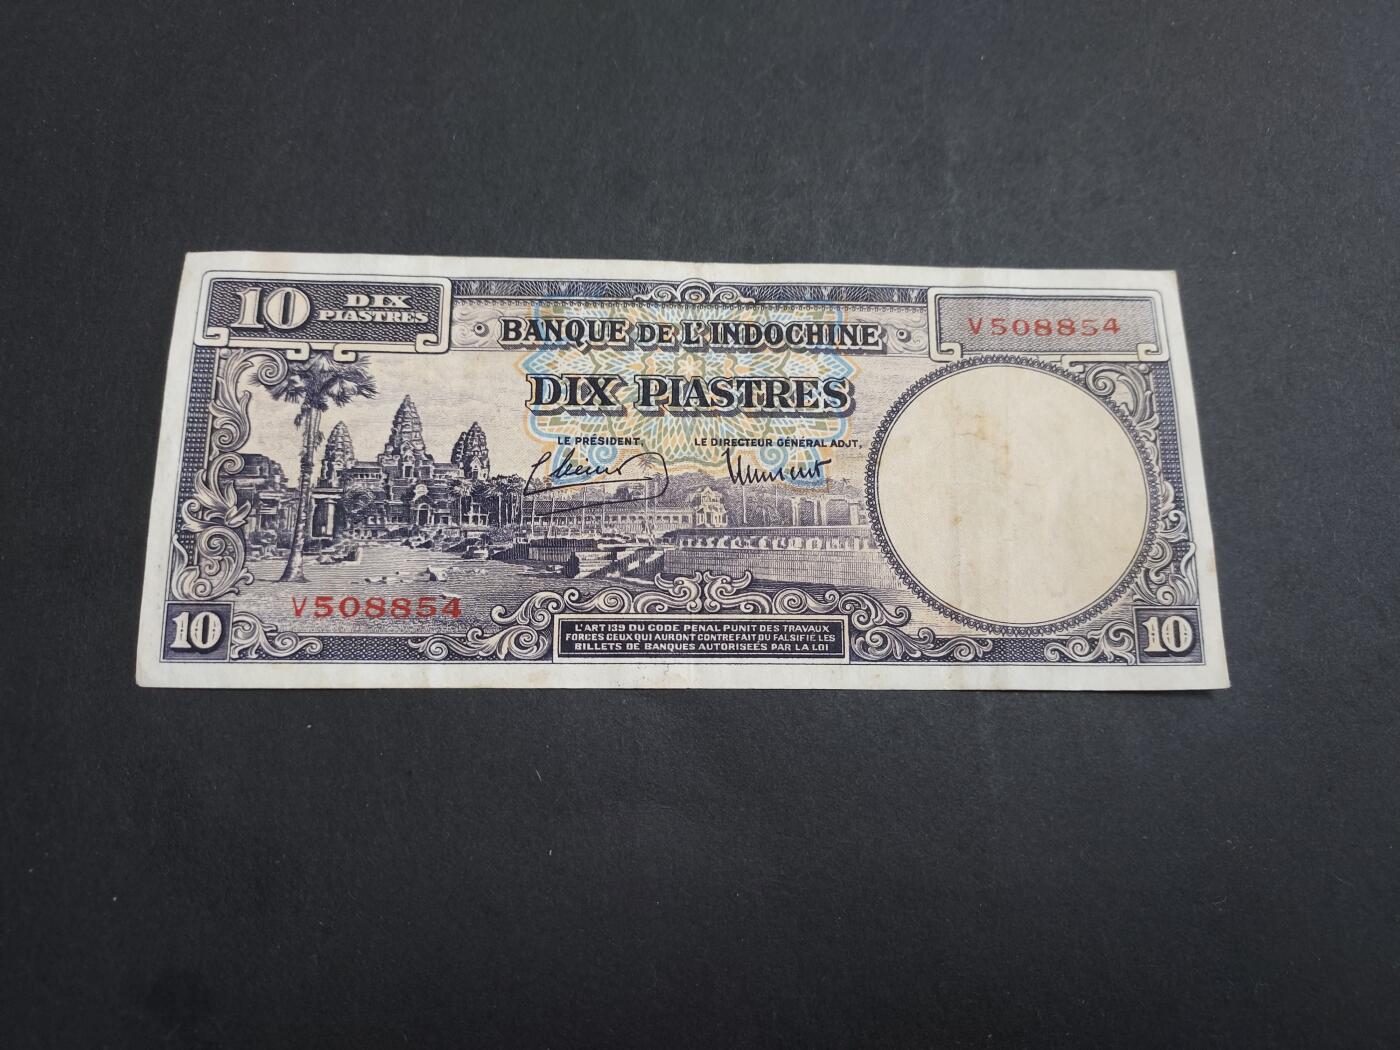 10 DIX
PIASTRES
BANQUE DE L'INDOCHINE
V508854
DIX PIASTRES
LE PRÉSIDENT,
LE DIRECTEUR GÉNÉRAL ADJT,
V508854
10
L'ART 139 DU CODE PENAL PUNIT DES TRAVAUX
FORCES CEUX QUI AURONT CONTREFAIT OU FALSIFIÉ LES
BILLETS DE BANQUES AUTORISÉES PAR LA LOI
10